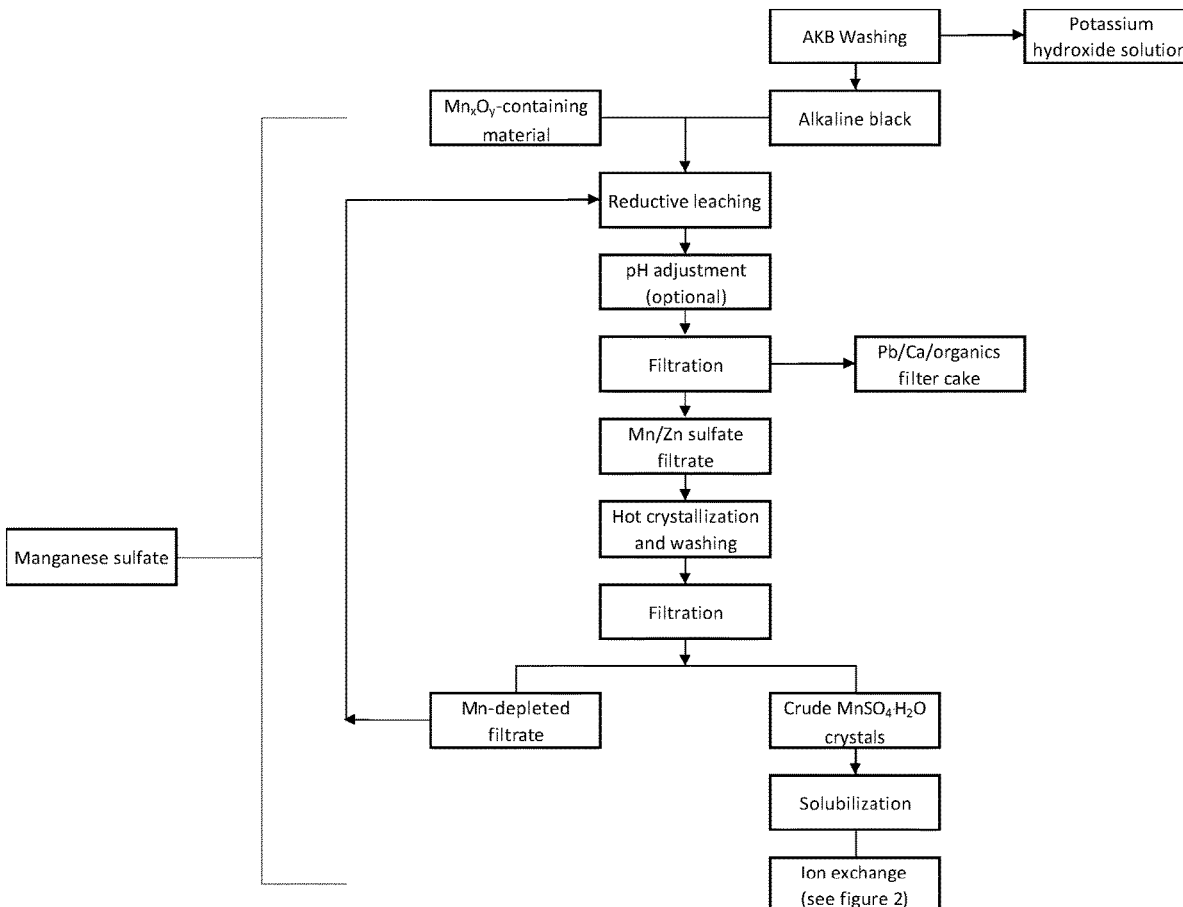 AKB Washing
Potassium
hydroxide solution
MnₓOᵧ-containing
material
Alkaline black
Reductive leaching
pH adjustment
(optional)
Filtration
Pb/Ca/organics
filter cake
Mn/Zn sulfate
filtrate
Hot crystallization
and washing
Manganese sulfate
Filtration
Mn-depleted
filtrate
Crude MnSO₄·H₂O
crystals
Solubilization
Ion exchange
(see figure 2)